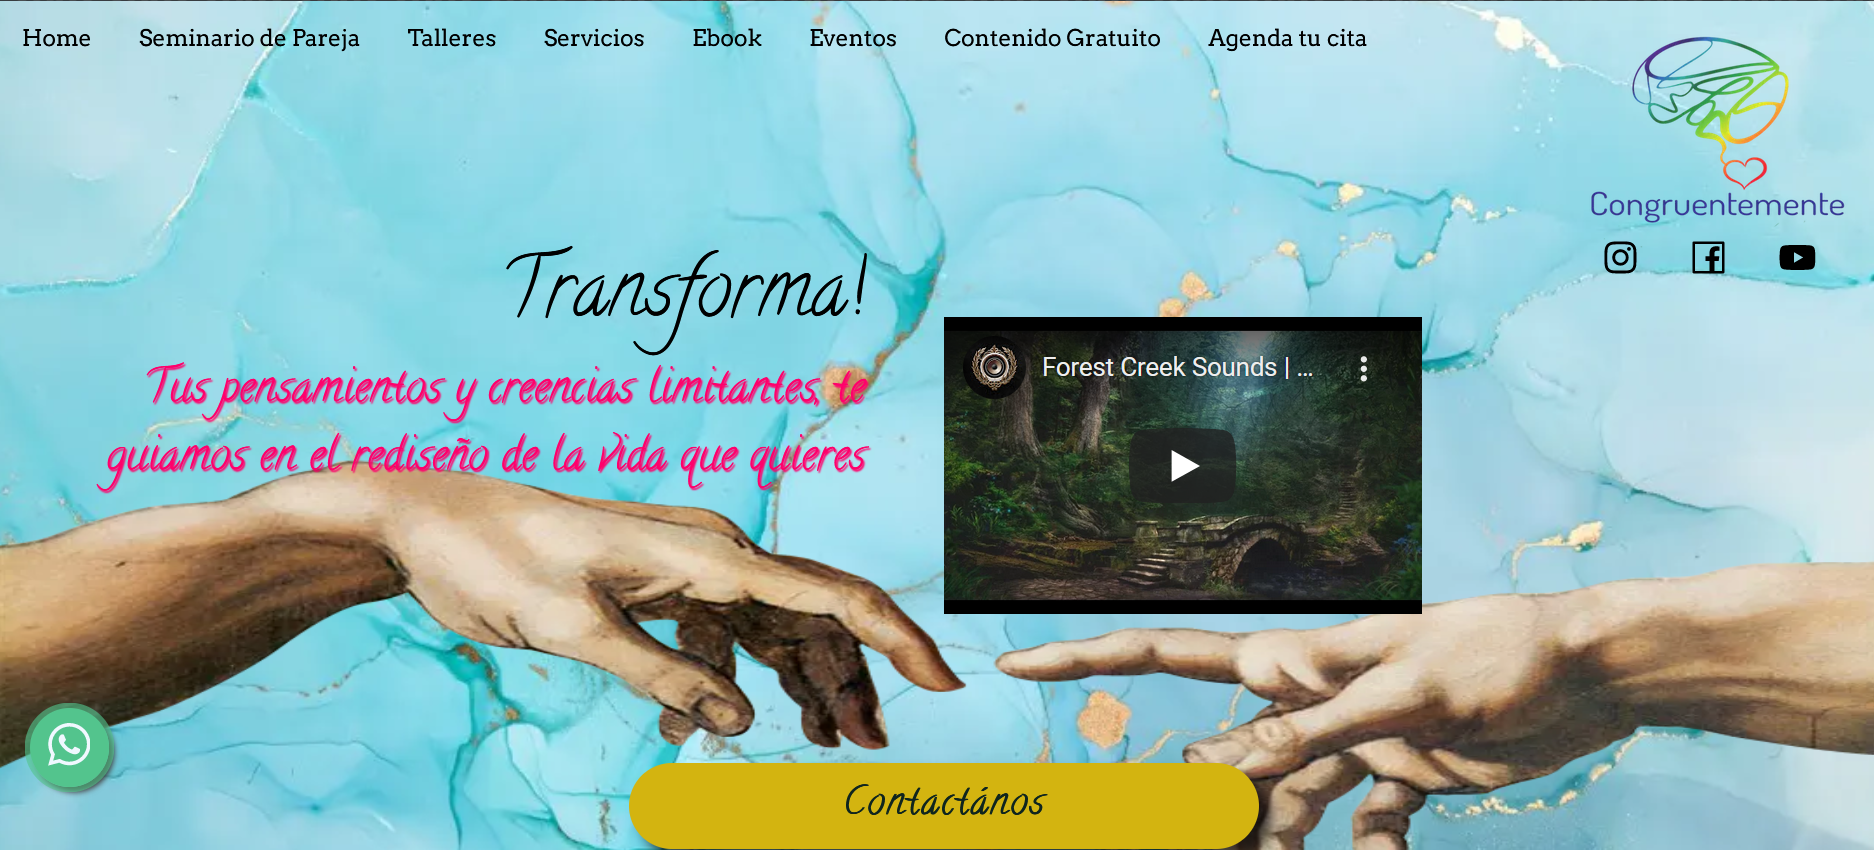 Home Seminario de Pareja Talleres Servicios Ebook Eventos Contenido Gratuito Agenda tu cita
Congruentemente
Transforma!
Tus pensamientos y creencias limitantes, te
guiamos en el rediseño de la vida que quieres
Forest Creek Sounds | ...
Contactános